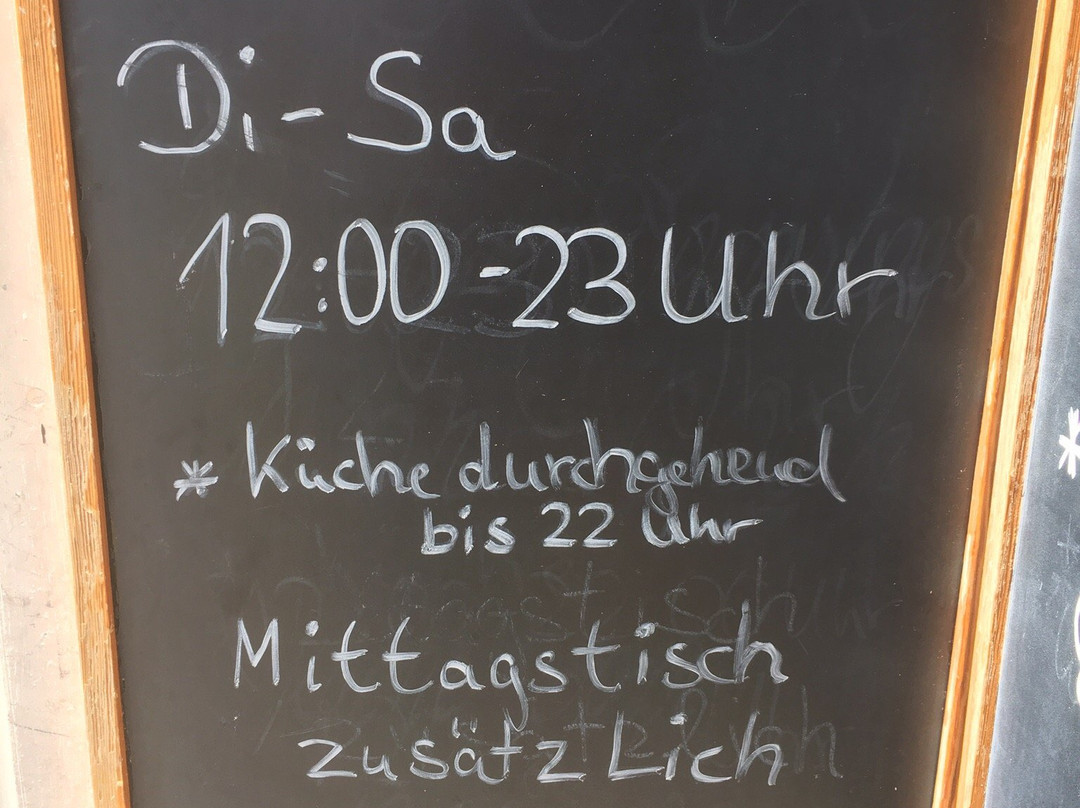 Di - Sa
12:00 - 23 Uhr
* Küche durchgehend
bis 22 Uhr
Mittagstisch
zusätzlich
*